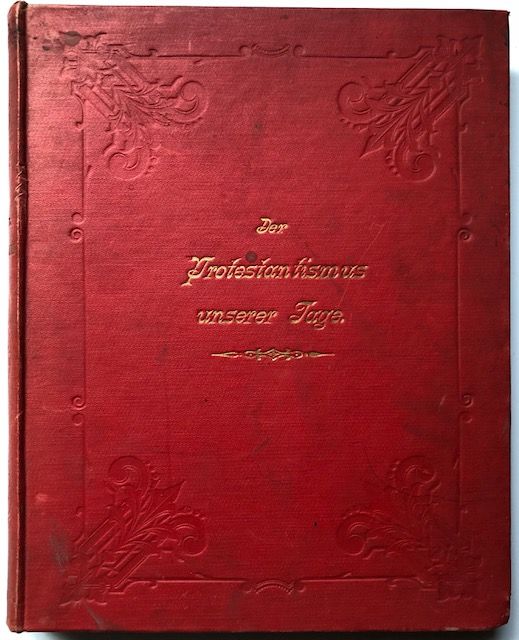 Der
Protestantismus
unserer Tage.